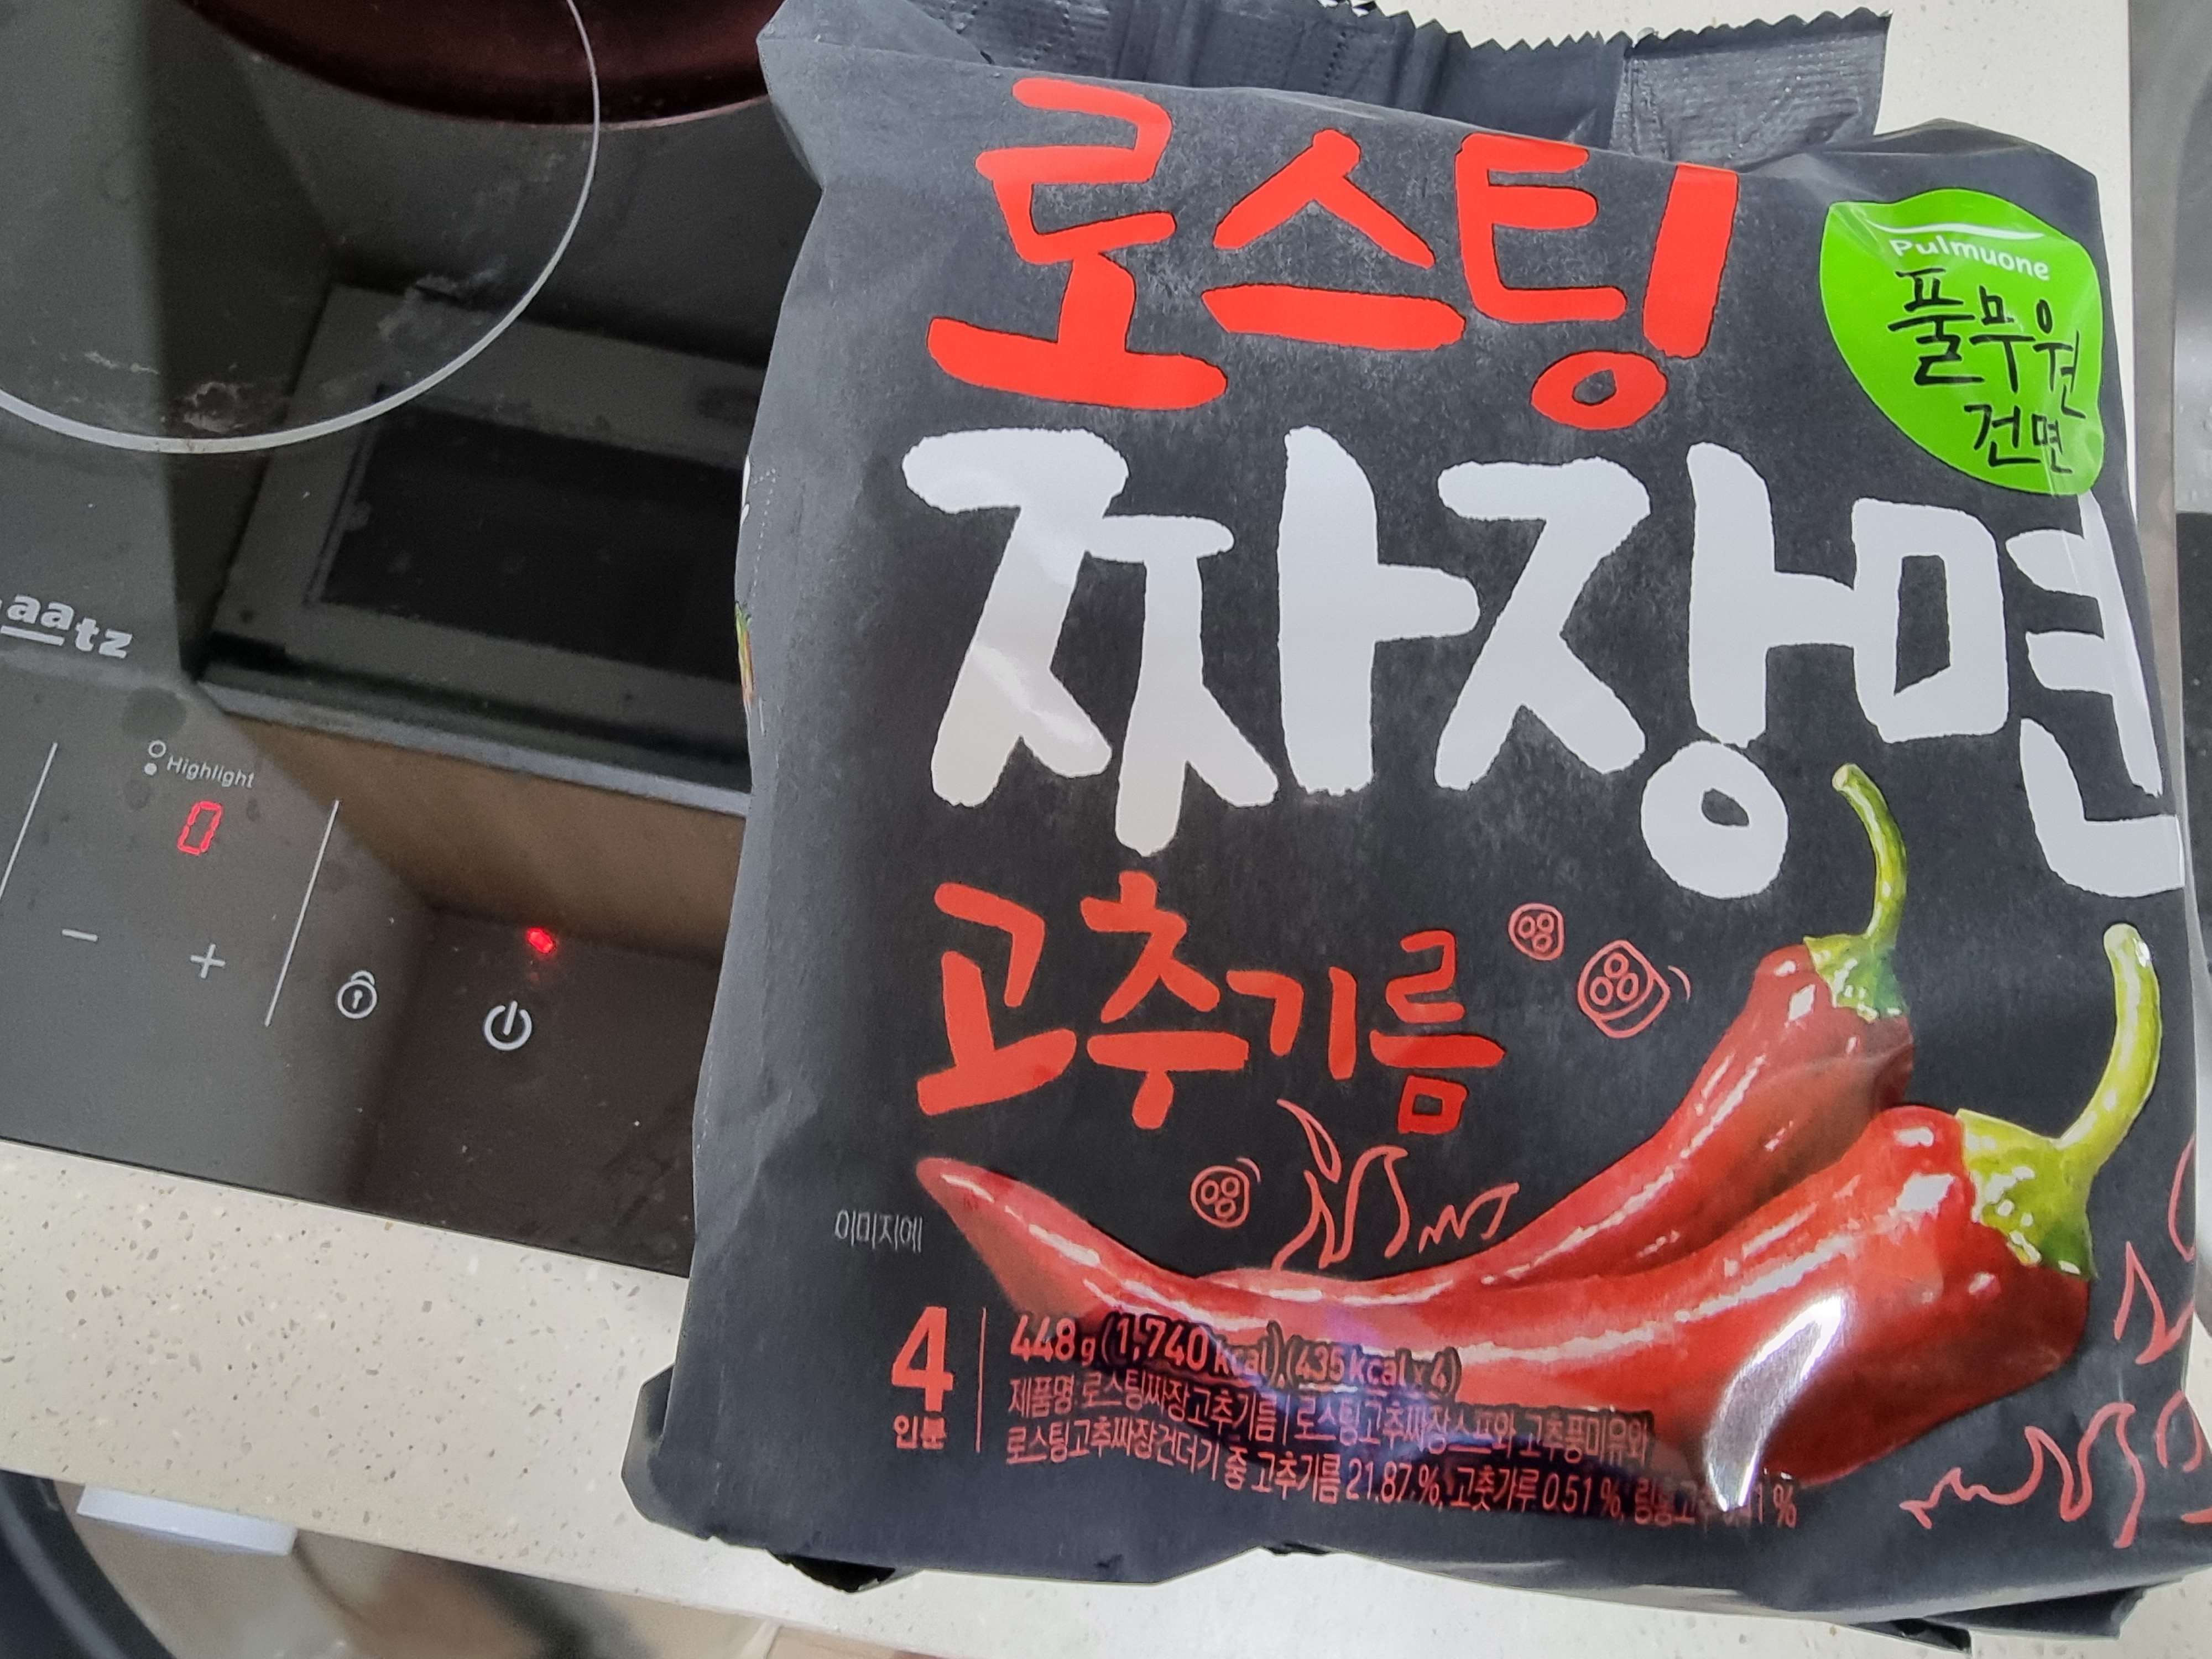 로스팅
짜장면
고추기름
Pulmuone
풀무원
건면
이미지예
4
인분
448g (1,740 kcal), (435 kcal x 4)
제품명: 로스팅짜장고추기름 | 로스팅고추짜장스프와 고추풍미유와
로스팅고추짜장건더기 중 고추기름 21.87 %, 고춧가루 0.51 %,
aatz
Highlight
0
- +